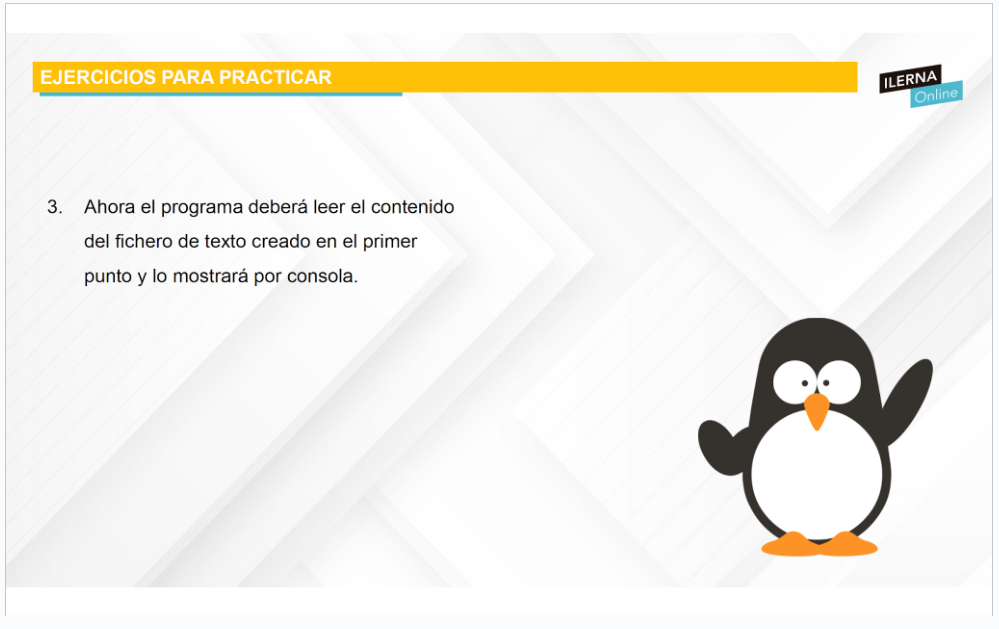 EJERCICIOS PARA PRACTICAR
ILERNA
Online
3. Ahora el programa deberá leer el contenido
del fichero de texto creado en el primer
punto y lo mostrará por consola.